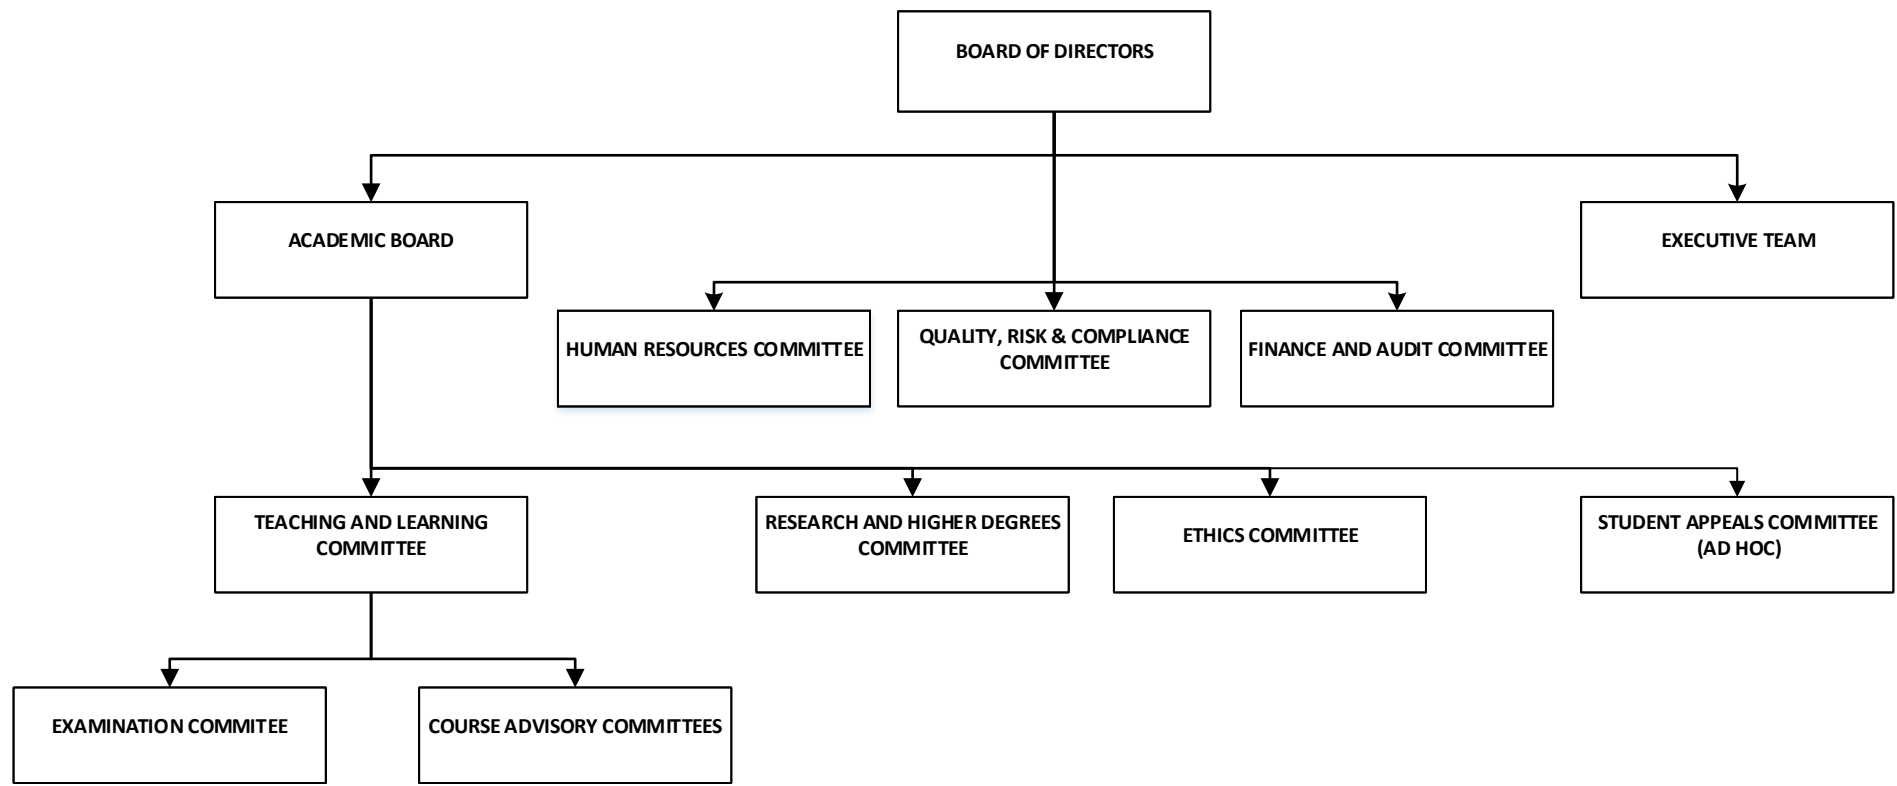 BOARD OF DIRECTORS
ACADEMIC BOARD
EXECUTIVE TEAM
HUMAN RESOURCES COMMITTEE
QUALITY, RISK & COMPLIANCE
COMMITTEE
FINANCE AND AUDIT COMMITTEE
TEACHING AND LEARNING
COMMITTEE
RESEARCH AND HIGHER DEGREES
COMMITTEE
ETHICS COMMITTEE
STUDENT APPEALS COMMITTEE
(AD HOC)
EXAMINATION COMMITEE
COURSE ADVISORY COMMITTEES